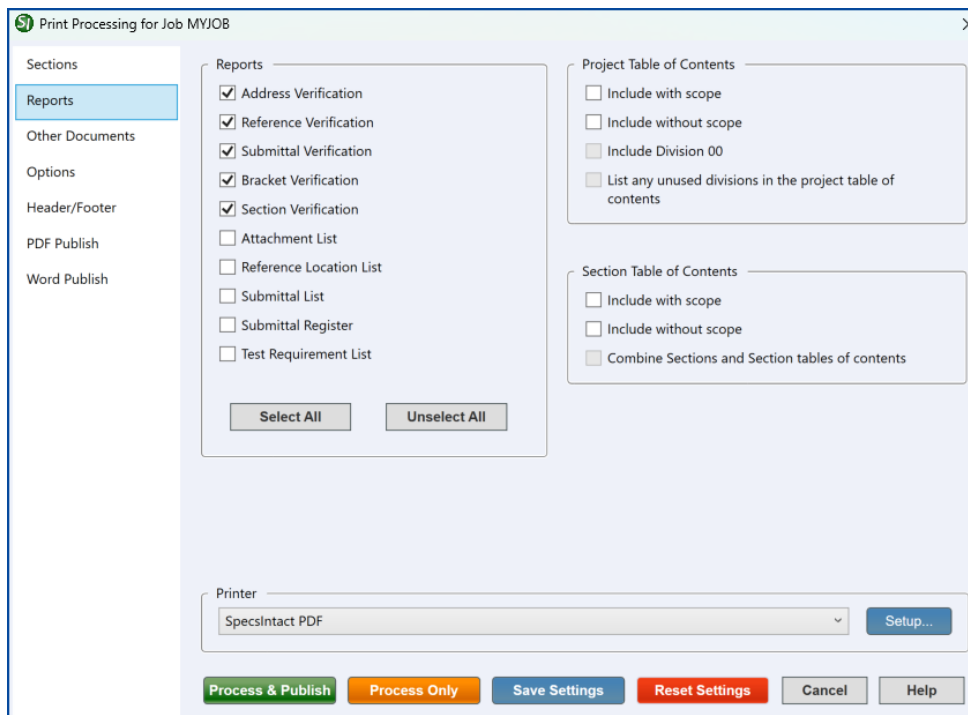 SI Print Processing for Job MYJOB
Sections
Reports
Other Documents
Options
Header/Footer
PDF Publish
Word Publish
Reports
Address Verification
Reference Verification
Submittal Verification
Bracket Verification
Section Verification
Attachment List
Reference Location List
Submittal List
Submittal Register
Test Requirement List
Select All
Unselect All
Project Table of Contents
Include with scope
Include without scope
Include Division 00
List any unused divisions in the project table of
contents
Section Table of Contents
Include with scope
Include without scope
Combine Sections and Section tables of contents
Printer
SpecsIntact PDF
Setup...
Process & Publish
Process Only
Save Settings
Reset Settings
Cancel
Help